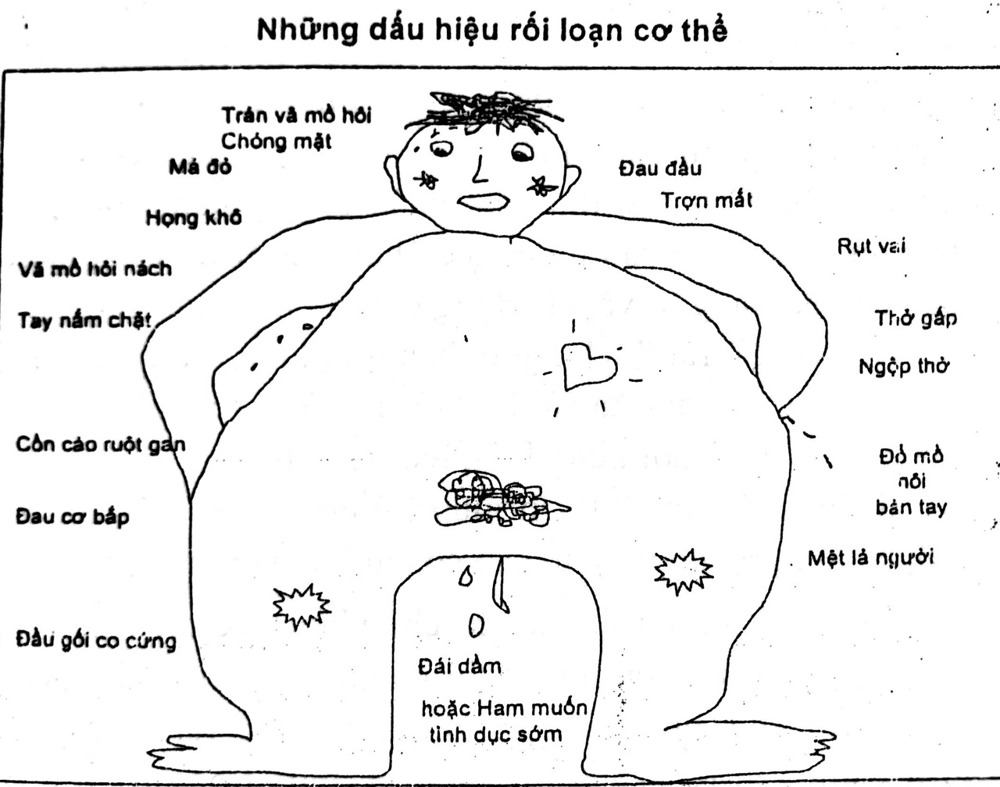 Những dấu hiệu rối loạn cơ thể
Trán vã mồ hôi
Chóng mặt
Má đỏ
Đau đầu
Trợn mắt
Họng khô
Rụt vai
Vã mồ hôi nách
Tay nắm chặt
Thở gấp
Ngộp thở
Cồn cào ruột gan
Đổ mồ
hôi
bàn tay
Đau cơ bắp
Mệt lả người
Đầu gối co cứng
Đái dầm
hoặc Ham muốn
tình dục sớm